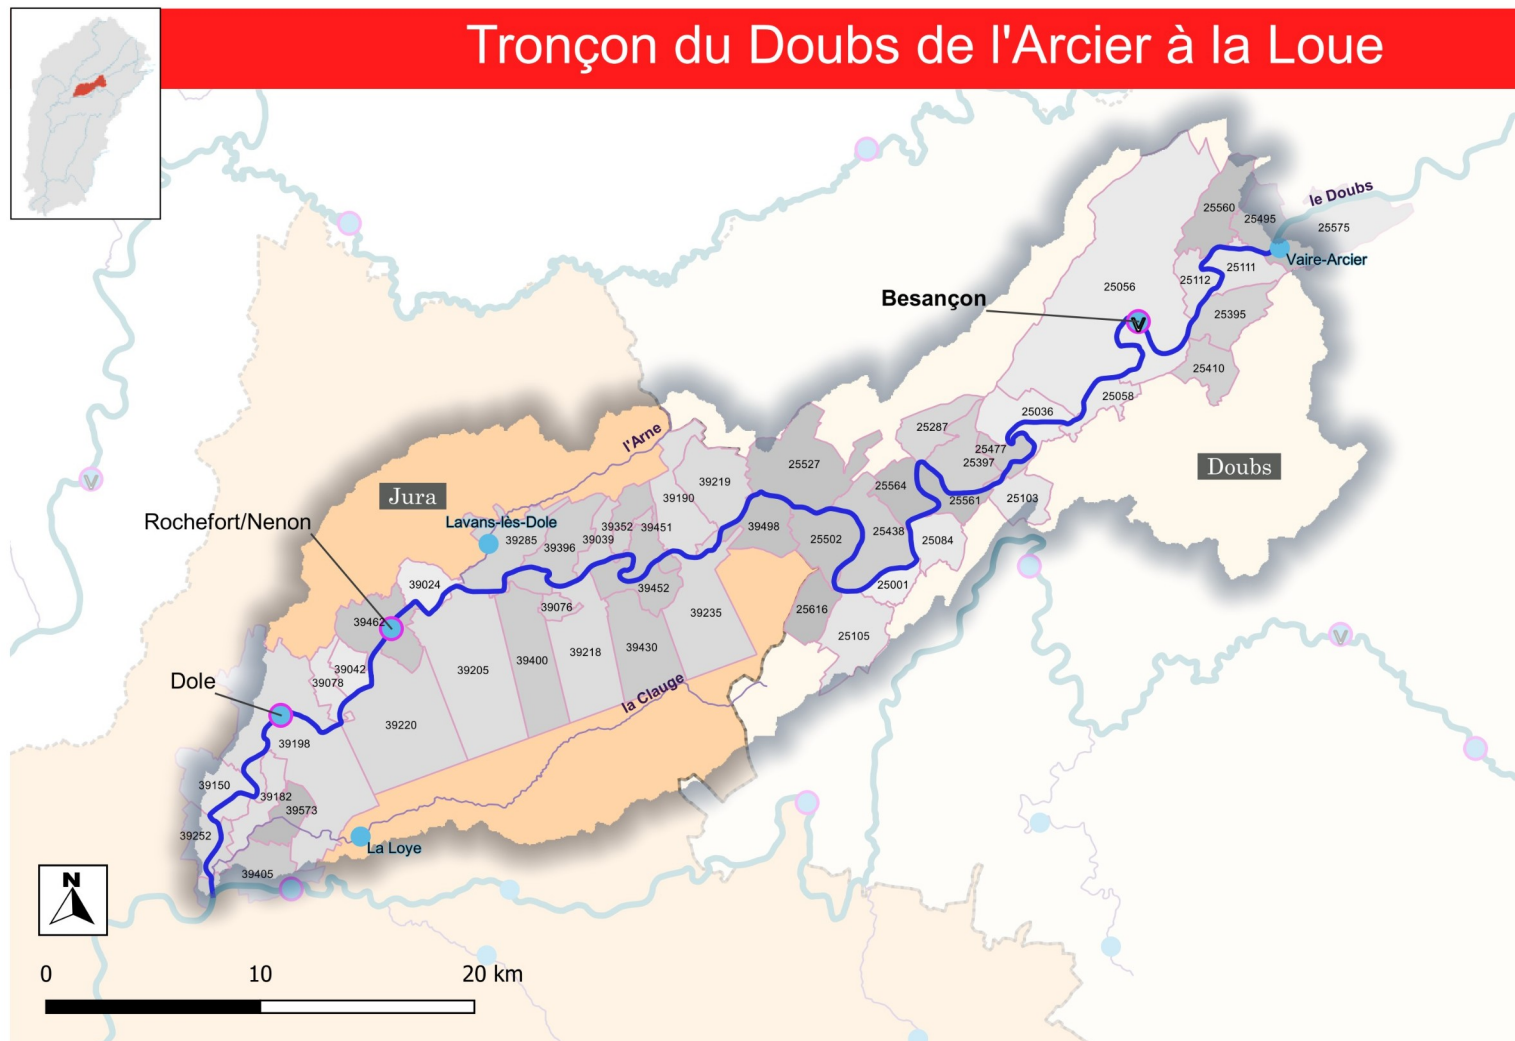 Tronçon du Doubs de l'Arcier à la Loue
le Doubs
25560
25495
25575
Vaire-Arcier
25111
25112
25056
Besançon
25395
25410
25058
25036
25287
25477
25397
Doubs
l'Arne
39219
25527
25564
25561
25103
Jura
39190
Rochefort/Nenon
Lavans-lès-Dole
39352
39451
39498
25438
39285
39396
39039
25502
25084
39024
39452
25001
39076
25616
39462
39235
25105
39430
39218
39400
39205
39042
39078
Dole
la Clauge
39220
39198
39150
39182
39573
39252
La Loye
39405
N
0 10 20 km
V
V
V